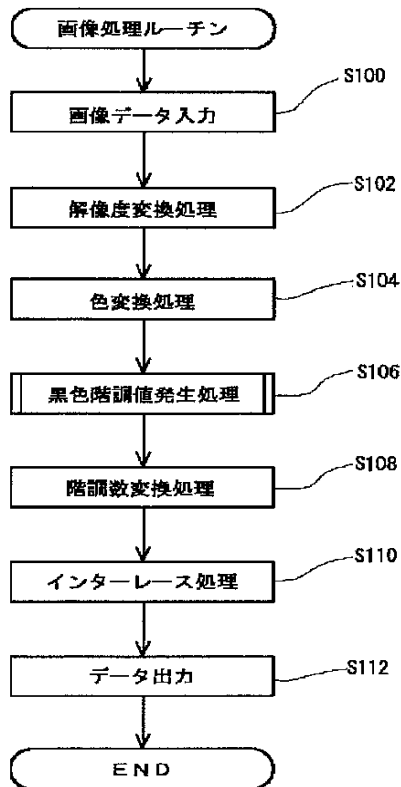 画像処理ルーチン
S100
画像データ入力
S102
解像度変換処理
S104
色変換処理
S106
黒色階調値発生処理
S108
階調数変換処理
S110
インターレース処理
S112
データ出力
END